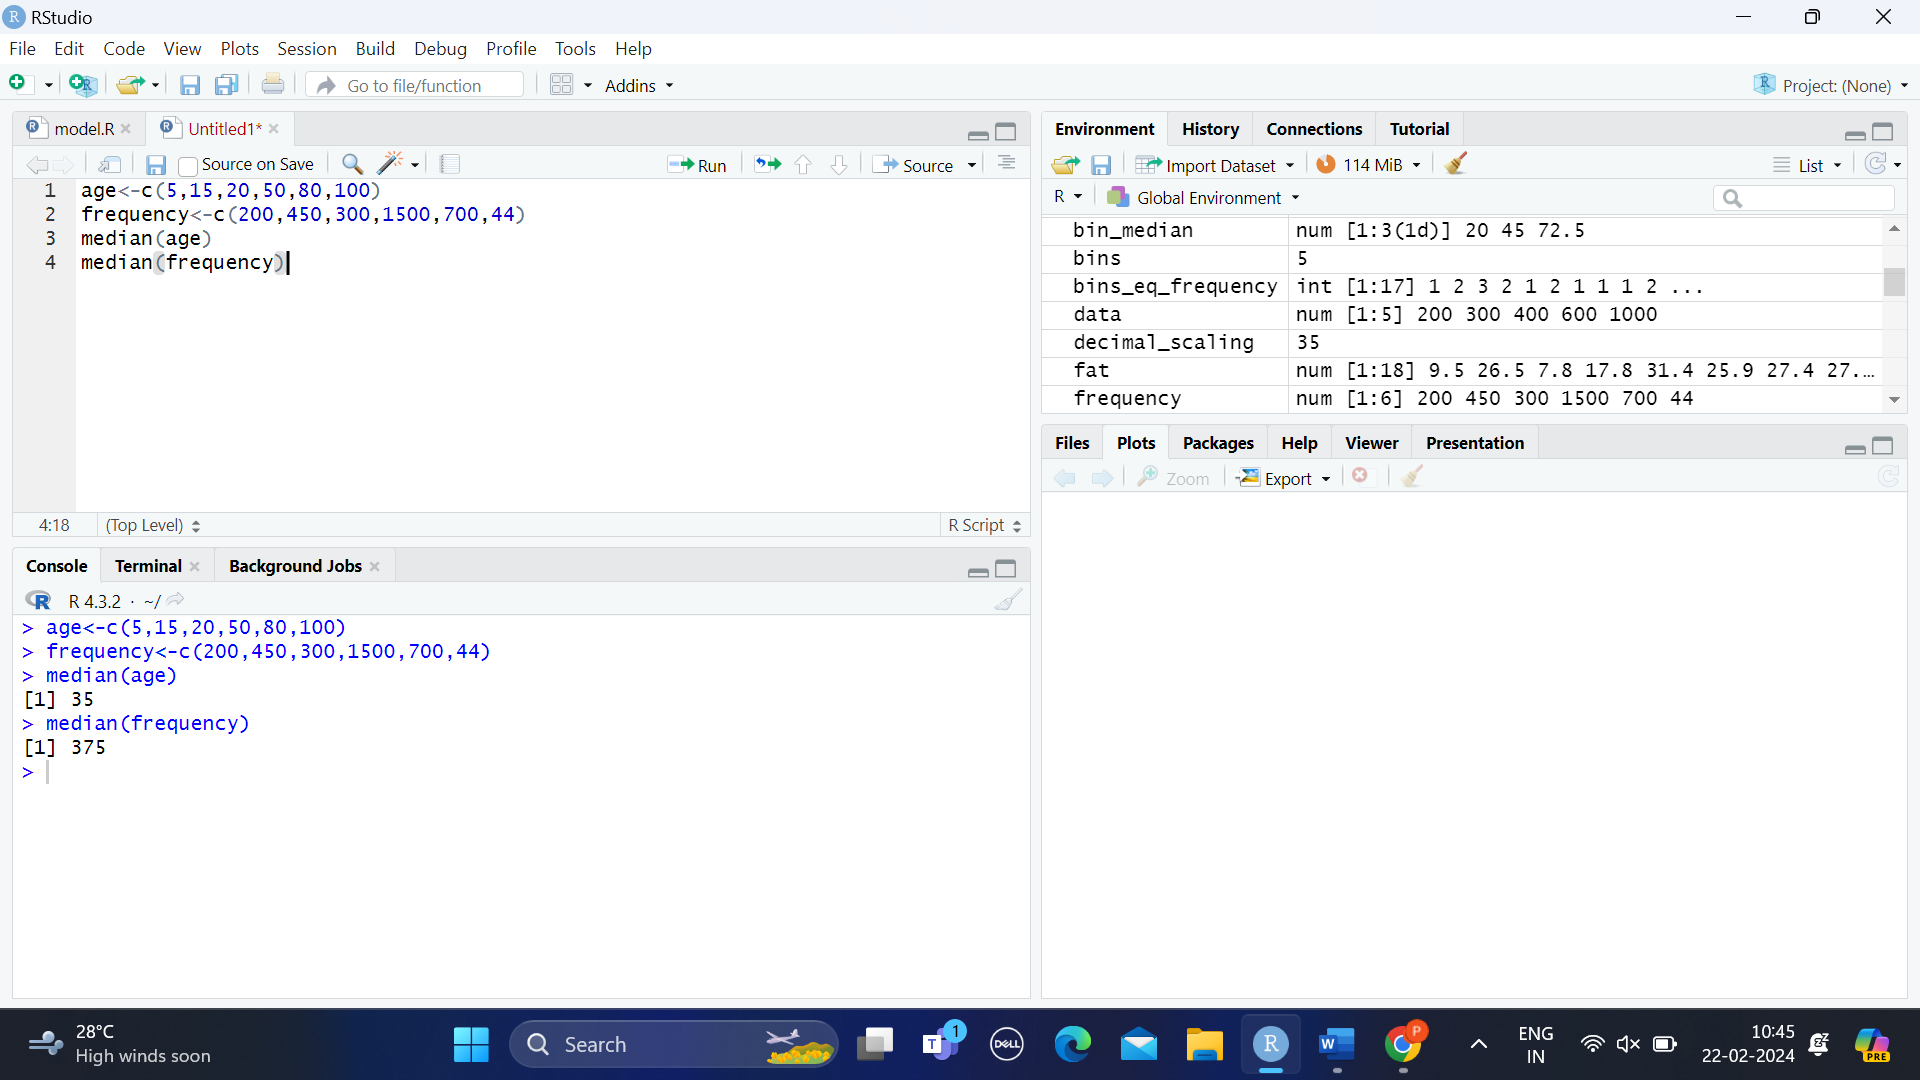 RStudio
File Edit Code View Plots Session Build Debug Profile Tools Help
Go to file/function Addins Project: (None)
model.R Untitled1*
Source on Save Run Source
1 age<-c(5,15,20,50,80,100)
2 frequency<-c(200,450,300,1500,700,44)
3 median(age)
4 median(frequency)
4:18 (Top Level) R Script
Console Terminal Background Jobs
R R 4.3.2 · ~/
> age<-c(5,15,20,50,80,100)
> frequency<-c(200,450,300,1500,700,44)
> median(age)
[1] 35
> median(frequency)
[1] 375
>
Environment History Connections Tutorial
Import Dataset 114 MiB List
R Global Environment
bin_median num [1:3(1d)] 20 45 72.5
bins 5
bins_eq_frequency int [1:17] 1 2 3 2 1 2 1 1 1 2 ...
data num [1:5] 200 300 400 600 1000
decimal_scaling 35
fat num [1:18] 9.5 26.5 7.8 17.8 31.4 25.9 27.4 27.…
frequency num [1:6] 200 450 300 1500 700 44
Files Plots Packages Help Viewer Presentation
Zoom Export
28°C
High winds soon
Search
T 1
DELL
R
W
P
ENG
IN
10:45
22-02-2024
PRE